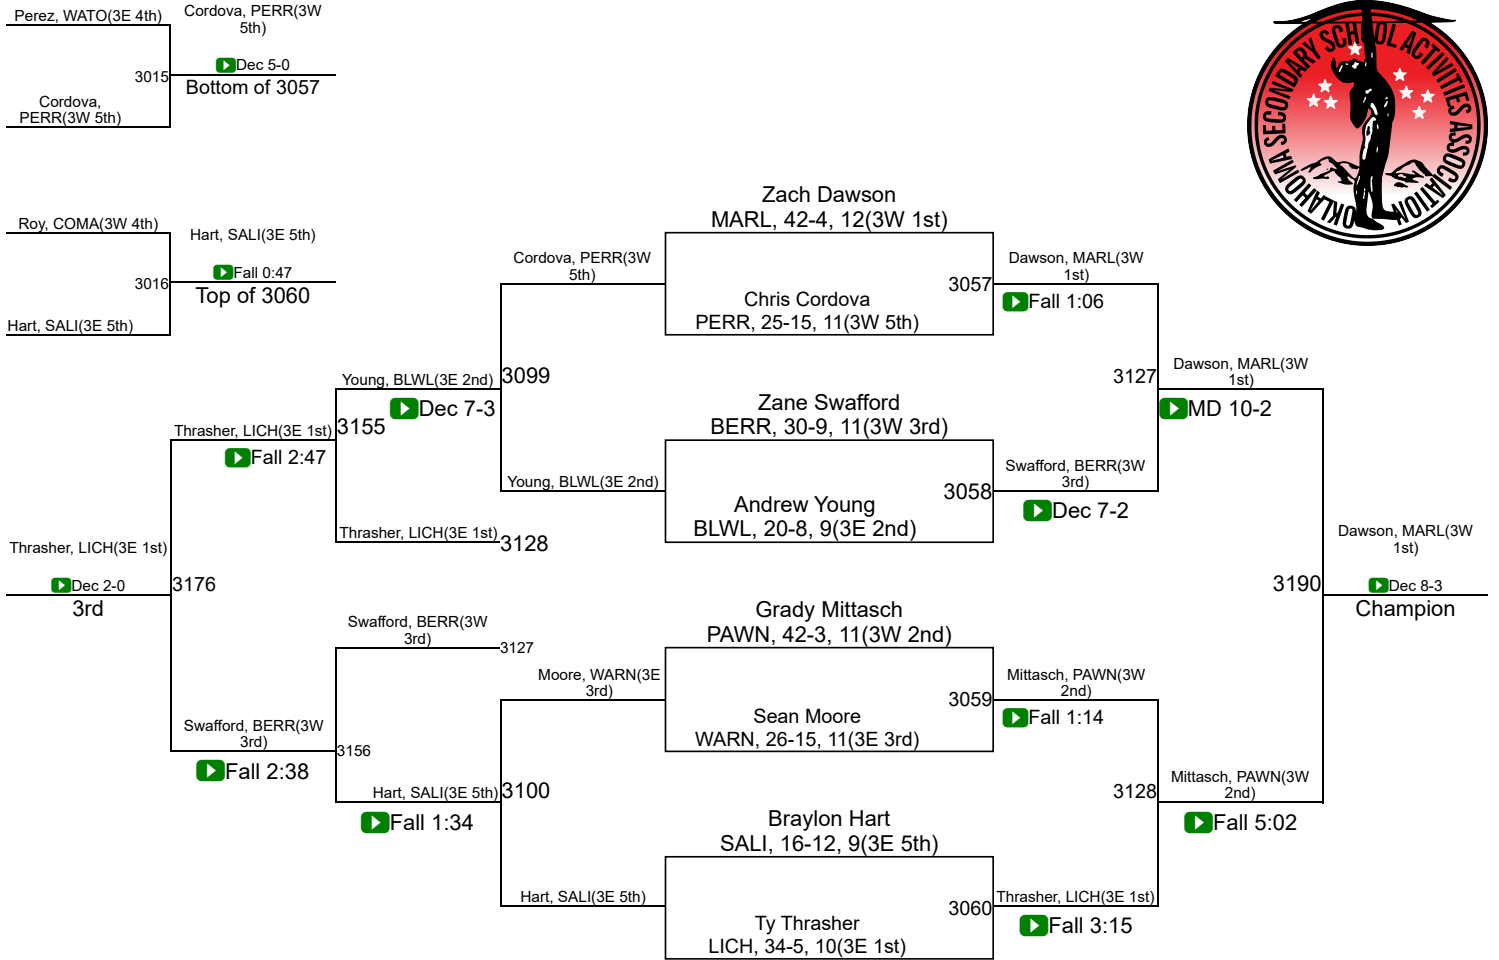 Perez, WATO(3E 4th)
Cordova, PERR(3W
5th)
3015
Dec 5-0
Bottom of 3057
Cordova,
PERR(3W 5th)
OKLAHOMA SECONDARY SCHOOL ACTIVITIES ASSOCIATION
Roy, COMA(3W 4th)
Hart, SALI(3E 5th)
3016
Fall 0:47
Top of 3060
Hart, SALI(3E 5th)
Zach Dawson
MARL, 42-4, 12(3W 1st)
Cordova, PERR(3W
5th)
3057
Chris Cordova
PERR, 25-15, 11(3W 5th)
Dawson, MARL(3W
1st)
Fall 1:06
Young, BLWL(3E 2nd)
3099
Dec 7-3
3127
Dawson, MARL(3W
1st)
MD 10-2
Thrasher, LICH(3E 1st)
3155
Fall 2:47
Zane Swafford
BERR, 30-9, 11(3W 3rd)
Young, BLWL(3E 2nd)
3058
Andrew Young
BLWL, 20-8, 9(3E 2nd)
Swafford, BERR(3W
3rd)
Dec 7-2
Thrasher, LICH(3E 1st)
3128
Thrasher, LICH(3E 1st)
Dec 2-0
3rd
3176
3190
Dawson, MARL(3W
1st)
Dec 8-3
Champion
Swafford, BERR(3W
3rd)
3127
Grady Mittasch
PAWN, 42-3, 11(3W 2nd)
Moore, WARN(3E
3rd)
3059
Sean Moore
WARN, 26-15, 11(3E 3rd)
Mittasch, PAWN(3W
2nd)
Fall 1:14
Swafford, BERR(3W
3rd)
3156
Fall 2:38
Hart, SALI(3E 5th)
3100
Fall 1:34
3128
Mittasch, PAWN(3W
2nd)
Fall 5:02
Braylon Hart
SALI, 16-12, 9(3E 5th)
Hart, SALI(3E 5th)
3060
Ty Thrasher
LICH, 34-5, 10(3E 1st)
Thrasher, LICH(3E 1st)
Fall 3:15